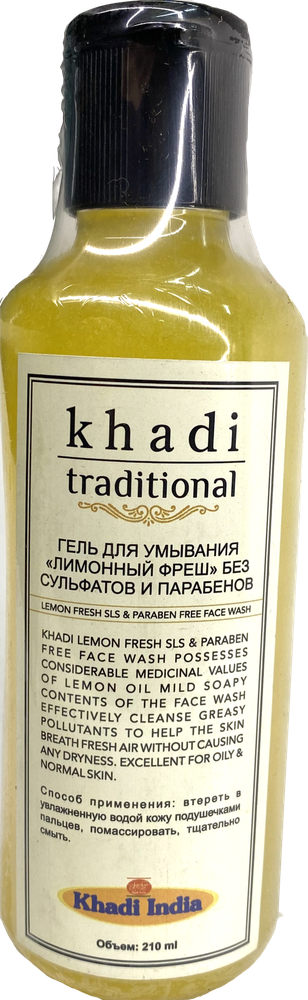 khadi
traditional
ГЕЛЬ ДЛЯ УМЫВАНИЯ
«ЛИМОННЫЙ ФРЕШ» БЕЗ
СУЛЬФАТОВ И ПАРАБЕНОВ
LEMON FRESH SLS & PARABEN FREE FACE WASH
KHADI LEMON FRESH SLS & PARABEN
FREE FACE WASH POSSESSES
CONSIDERABLE MEDICINAL VALUES
OF LEMON OIL MILD SOAPY
CONTENTS OF THE FACE WASH
EFFECTIVELY CLEANSE GREASY
POLLUTANTS TO HELP THE SKIN
BREATH FRESH AIR WITHOUT CAUSING
ANY DRYNESS. EXCELLENT FOR OILY &
NORMAL SKIN.
Способ применения: втереть в
увлажненную водой кожу подушечками
пальцев, помассировать, тщательно
смыть.
Khadi India
Объем: 210 ml